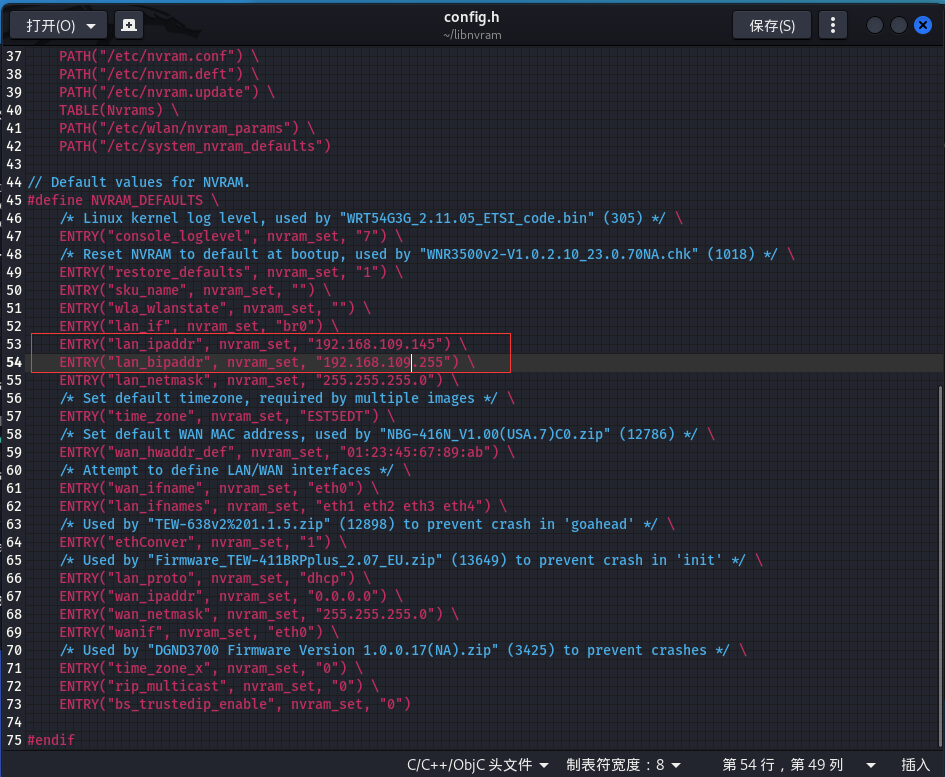 打开(O)
config.h
~/libnvram
保存(S)
37 PATH("/etc/nvram.conf") \
38 PATH("/etc/nvram.deft") \
39 PATH("/etc/nvram.update") \
40 TABLE(Nvrams) \
41 PATH("/etc/wlan/nvram_params") \
42 PATH("/etc/system_nvram_defaults")
43
44 // Default values for NVRAM.
45 #define NVRAM_DEFAULTS \
46 /* Linux kernel log level, used by "WRT54G3G_2.11.05_ETSI_code.bin" (305) */ \
47 ENTRY("console_loglevel", nvram_set, "7") \
48 /* Reset NVRAM to default at bootup, used by "WNR3500v2-V1.0.2.10_23.0.70NA.chk" (1018) */ \
49 ENTRY("restore_defaults", nvram_set, "1") \
50 ENTRY("sku_name", nvram_set, "") \
51 ENTRY("wla_wlanstate", nvram_set, "") \
52 ENTRY("lan_if", nvram_set, "br0") \
53 ENTRY("lan_ipaddr", nvram_set, "192.168.109.145") \
54 ENTRY("lan_bipaddr", nvram_set, "192.168.109.255") \
55 ENTRY("lan_netmask", nvram_set, "255.255.255.0") \
56 /* Set default timezone, required by multiple images */ \
57 ENTRY("time_zone", nvram_set, "EST5EDT") \
58 /* Set default WAN MAC address, used by "NBG-416N_V1.00(USA.7)C0.zip" (12786) */ \
59 ENTRY("wan_hwaddr_def", nvram_set, "01:23:45:67:89:ab") \
60 /* Attempt to define LAN/WAN interfaces */ \
61 ENTRY("wan_ifname", nvram_set, "eth0") \
62 ENTRY("lan_ifnames", nvram_set, "eth1 eth2 eth3 eth4") \
63 /* Used by "TEW-638v2%201.1.5.zip" (12898) to prevent crash in 'goahead' */ \
64 ENTRY("ethConver", nvram_set, "1") \
65 /* Used by "Firmware_TEW-411BRPplus_2.07_EU.zip" (13649) to prevent crash in 'init' */ \
66 ENTRY("lan_proto", nvram_set, "dhcp") \
67 ENTRY("wan_ipaddr", nvram_set, "0.0.0.0") \
68 ENTRY("wan_netmask", nvram_set, "255.255.255.0") \
69 ENTRY("wanif", nvram_set, "eth0") \
70 /* Used by "DGND3700 Firmware Version 1.0.0.17(NA).zip" (3425) to prevent crashes */ \
71 ENTRY("time_zone_x", nvram_set, "0") \
72 ENTRY("rip_multicast", nvram_set, "0") \
73 ENTRY("bs_trustedip_enable", nvram_set, "0")
74
75 #endif
C/C++/ObjC 头文件 制表符宽度：8 第 54 行，第 49 列 插入